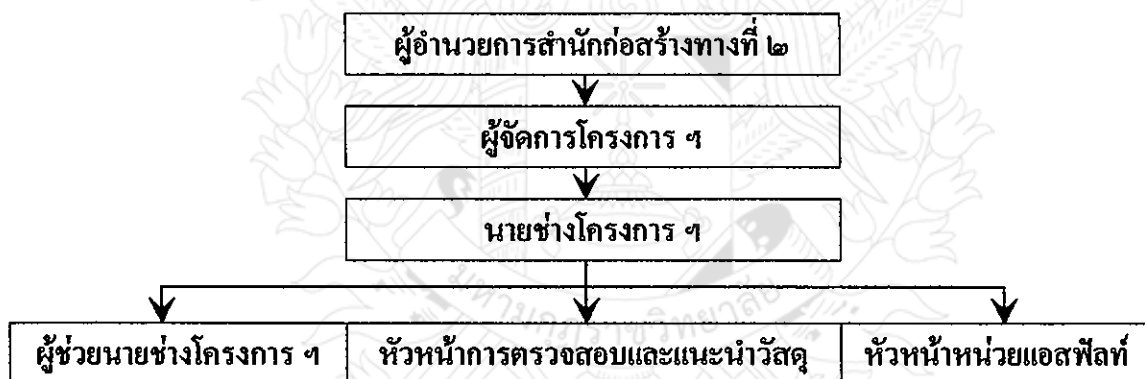 ผู้อำนวยการสำนักก่อสร้างทางที่ ๒
ผู้จัดการโครงการ ฯ
นายช่างโครงการ ฯ
ผู้ช่วยนายช่างโครงการ ฯ หัวหน้าการตรวจสอบและแนะนำวัสดุ หัวหน้าหน่วยแอสฟัลท์